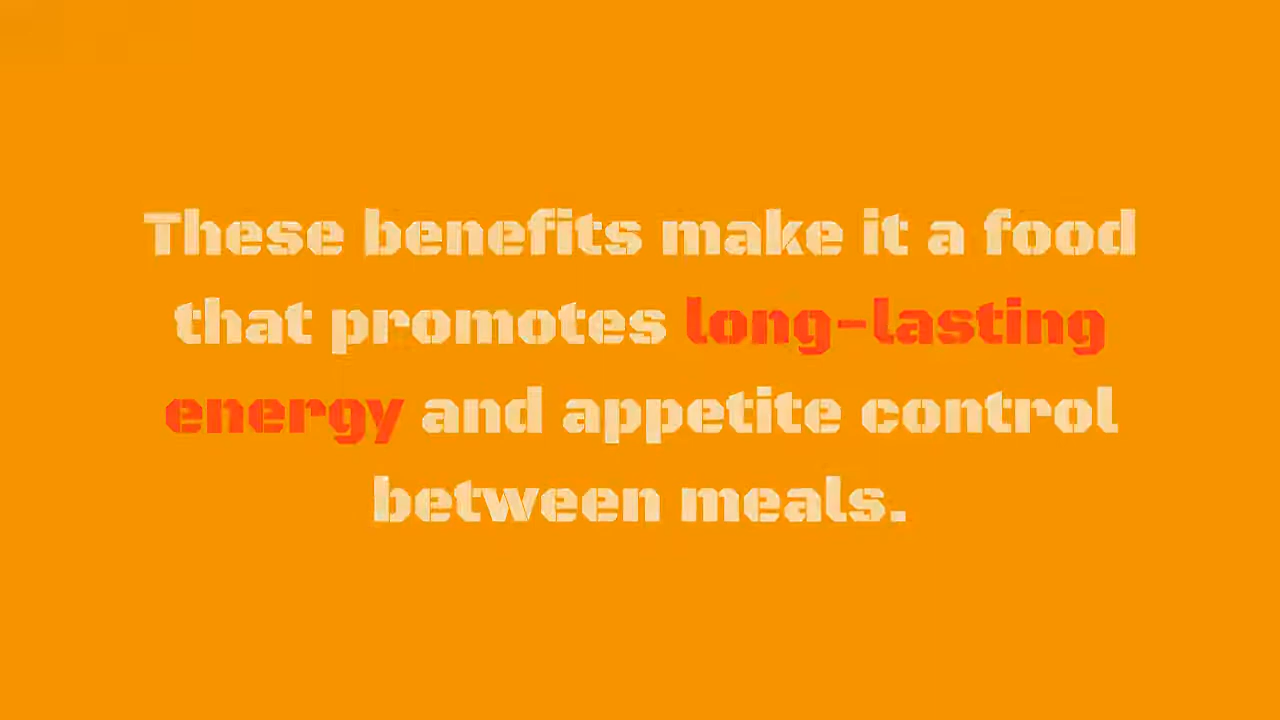 These benefits make it a food
that promotes long-lasting
energy and appetite control
between meals.